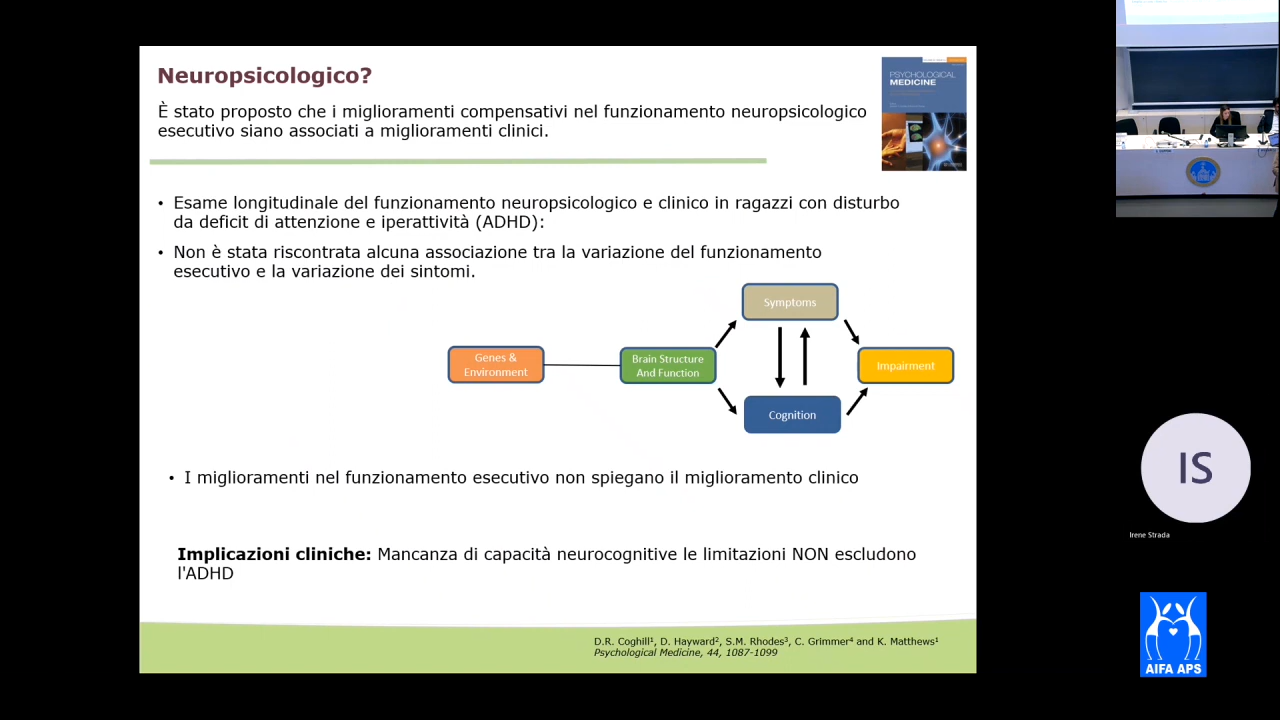 Neuropsicologico?
È stato proposto che i miglioramenti compensativi nel funzionamento neuropsicologico
esecutivo siano associati a miglioramenti clinici.
PSYCHOLOGICAL
MEDICINE
• Esame longitudinale del funzionamento neuropsicologico e clinico in ragazzi con disturbo
da deficit di attenzione e iperattività (ADHD):
• Non è stata riscontrata alcuna associazione tra la variazione del funzionamento
esecutivo e la variazione dei sintomi.
Symptoms
Genes &
Environment
Brain Structure
And Function
Impairment
Cognition
• I miglioramenti nel funzionamento esecutivo non spiegano il miglioramento clinico
Implicazioni cliniche: Mancanza di capacità neurocognitive le limitazioni NON escludono
l'ADHD
D.R. Coghill¹, D. Hayward², S.M. Rhodes³, C. Grimmer⁴ and K. Matthews¹
Psychological Medicine, 44, 1087-1099
IS
Irene Strada
AIFA APS